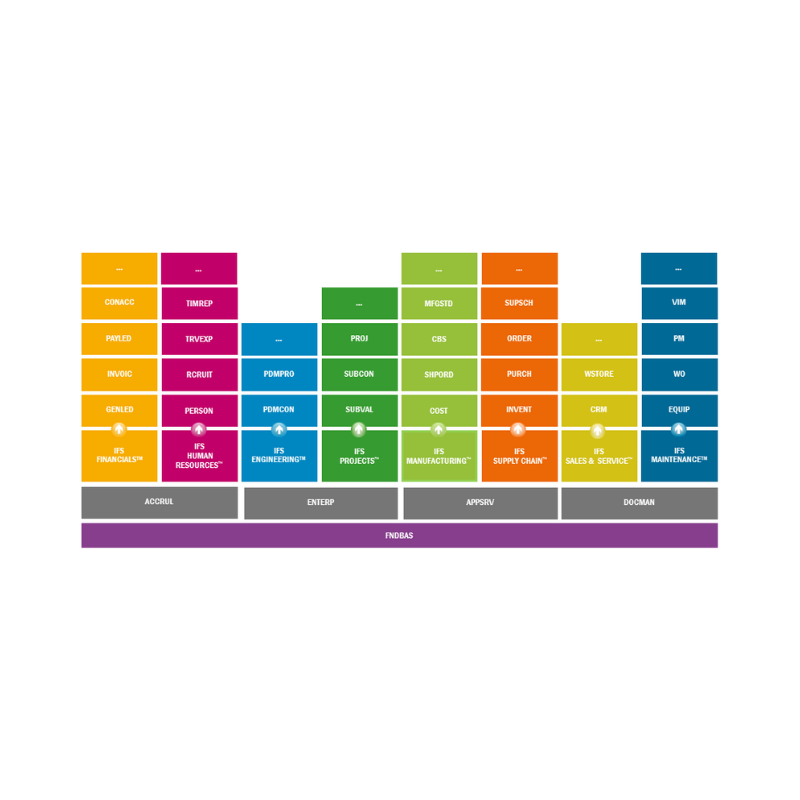 ... ... ... ... ...
CONACC TIMREP ... MFGSTD SUPSCH VIM
PAYLED TRVEXP ... PROJ CBS ORDER ... PM
INVOIC RCRUIT PDMPRO SUBCON SHPORD PURCH WSTORE WO
GENLED PERSON PDMCON SUBVAL COST INVENT CRM EQUIP
IFS
FINANCIALS™
IFS
HUMAN
RESOURCES™
IFS
ENGINEERING™
IFS
PROJECTS™
IFS
MANUFACTURING™
IFS
SUPPLY CHAIN™
IFS
SALES & SERVICE™
IFS
MAINTENANCE™
ACCRUL ENTERP APPSRV DOCMAN
FNDBAS